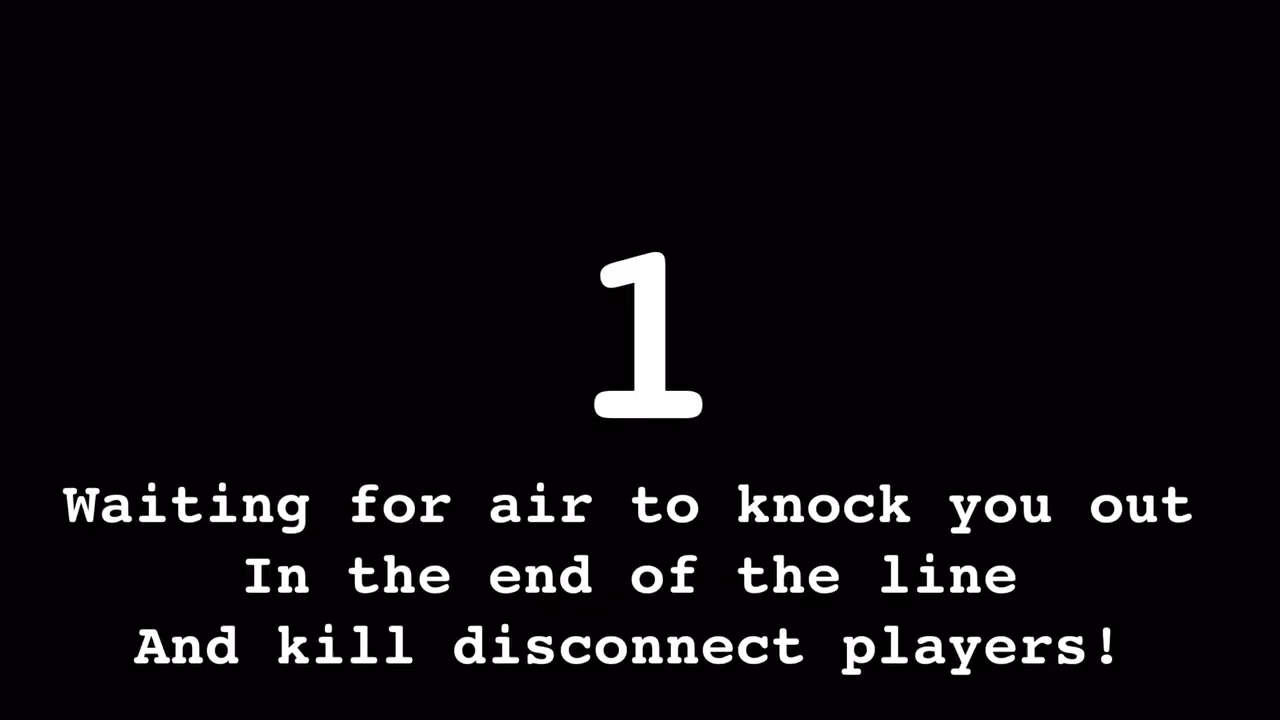 1
Waiting for air to knock you out
In the end of the line
And kill disconnect players!